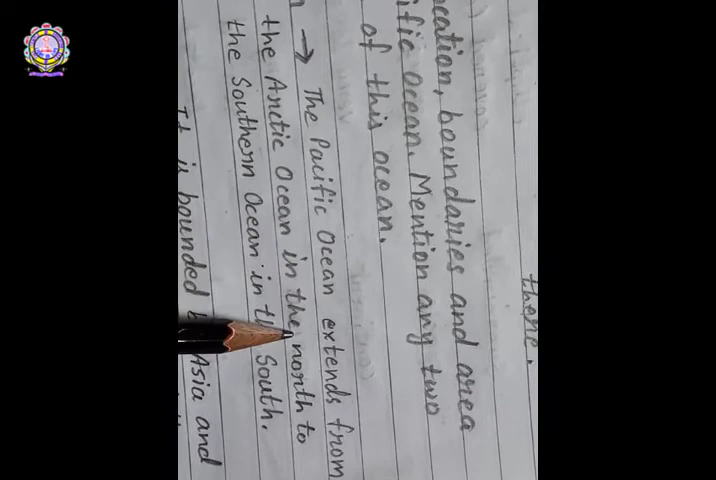 there.
cation, boundaries and area
ific ocean. Mention any two
of this ocean.
→ The Pacific Ocean extends from
the Arctic Ocean in the north to
the Southern Ocean in the South.
It is bounded Asia and